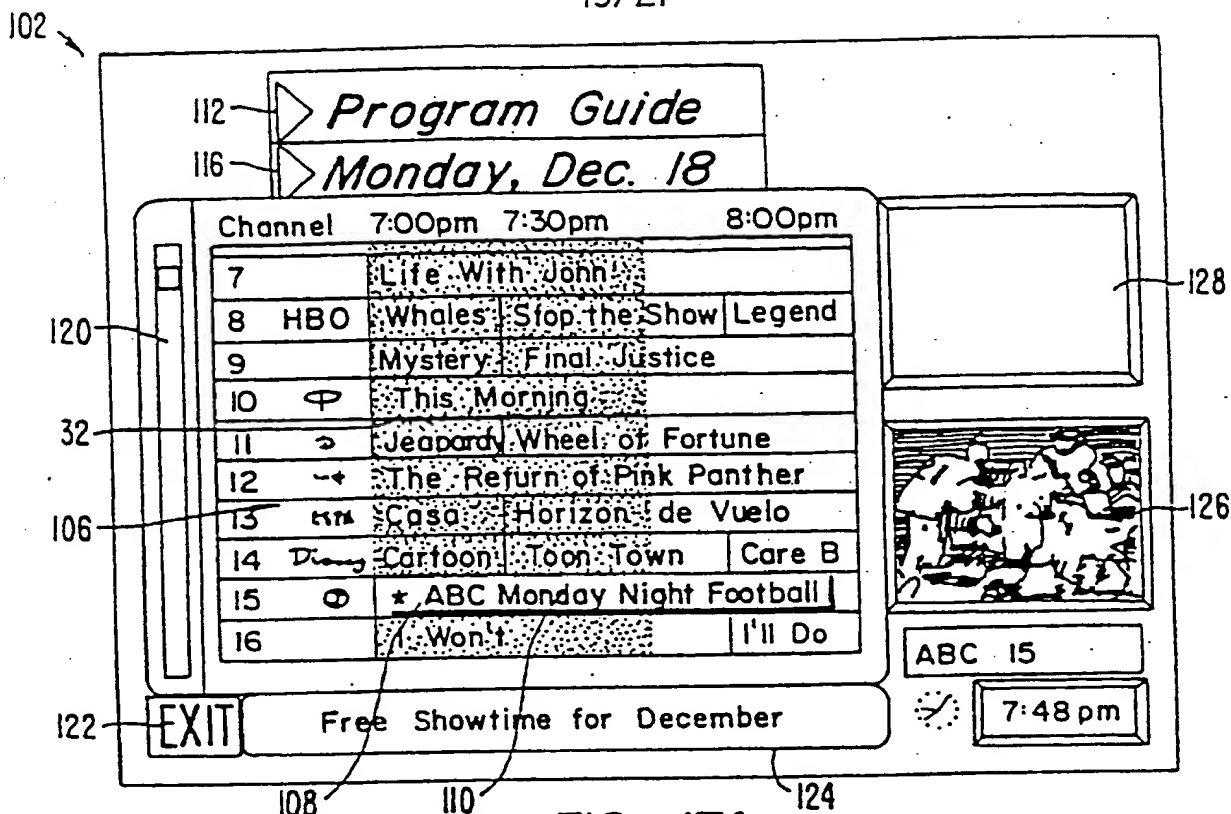 15/21
102
112 Program Guide
116 Monday, Dec. 18
Channel 7:00pm 7:30pm 8:00pm
7 Life With John
8 HBO Whales Stop the Show Legend
128
120
9 Mystery Final Justice
10 This Morning
32
11 Jeapardy Wheel of Fortune
12 The Return of Pink Panther
13 Casa Horizon de Vuelo
106
126
14 Disney Cartoon Toon Town Care B
15 * ABC Monday Night Football
16 I Won't I'll Do
ABC 15
122 EXIT Free Showtime for December 7:48 pm
108 110 124